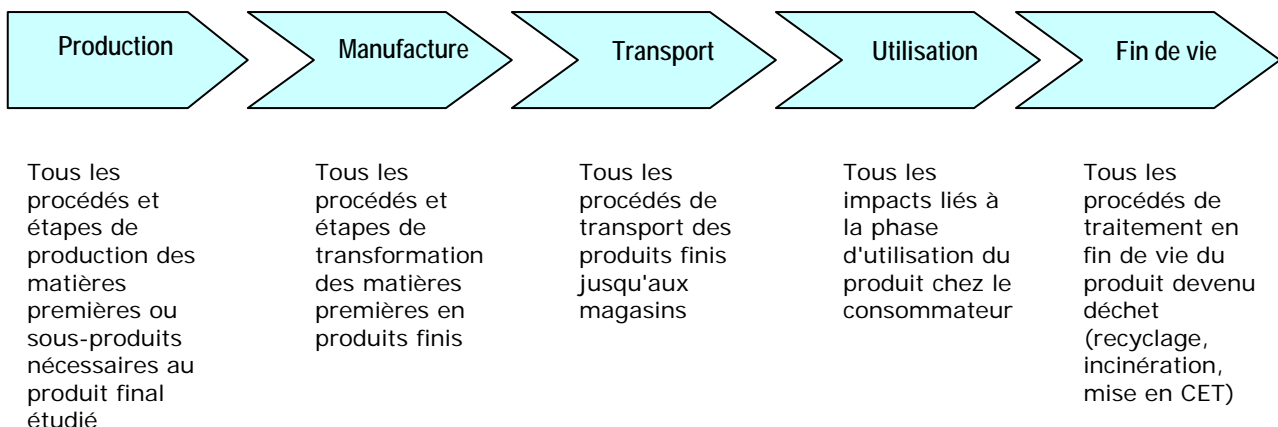 Production
Manufacture
Transport
Utilisation
Fin de vie
Tous les
procédés et
étapes de
production des
matières
premières ou
sous-produits
nécessaires au
produit final
étudié
Tous les
procédés et
étapes de
transformation
des matières
premières en
produits finis
Tous les
procédés de
transport des
produits finis
jusqu'aux
magasins
Tous les
impacts liés à
la phase
d'utilisation du
produit chez le
consommateur
Tous les
procédés de
traitement en
fin de vie du
produit devenu
déchet
(recyclage,
incinération,
mise en CET)